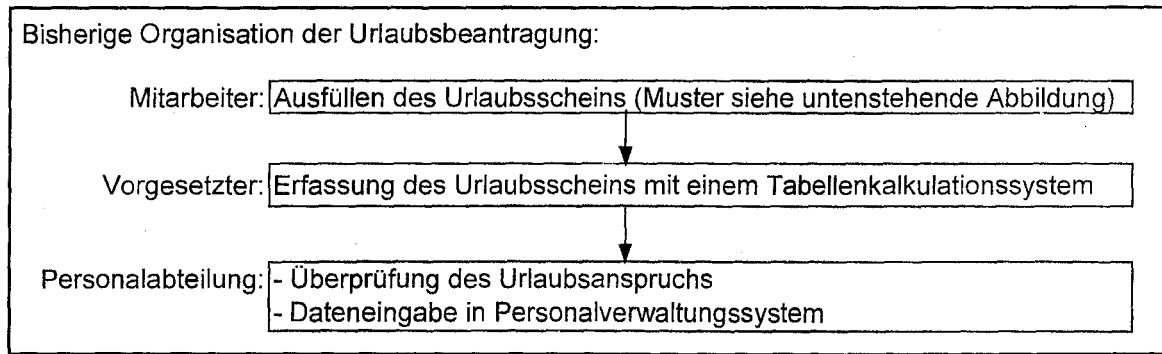 Bisherige Organisation der Urlaubsbeantragung:
Mitarbeiter: Ausfüllen des Urlaubsscheins (Muster siehe untenstehende Abbildung)
Vorgesetzter: Erfassung des Urlaubsscheins mit einem Tabellenkalkulationssystem
Personalabteilung: - Überprüfung des Urlaubsanspruchs
- Dateneingabe in Personalverwaltungssystem